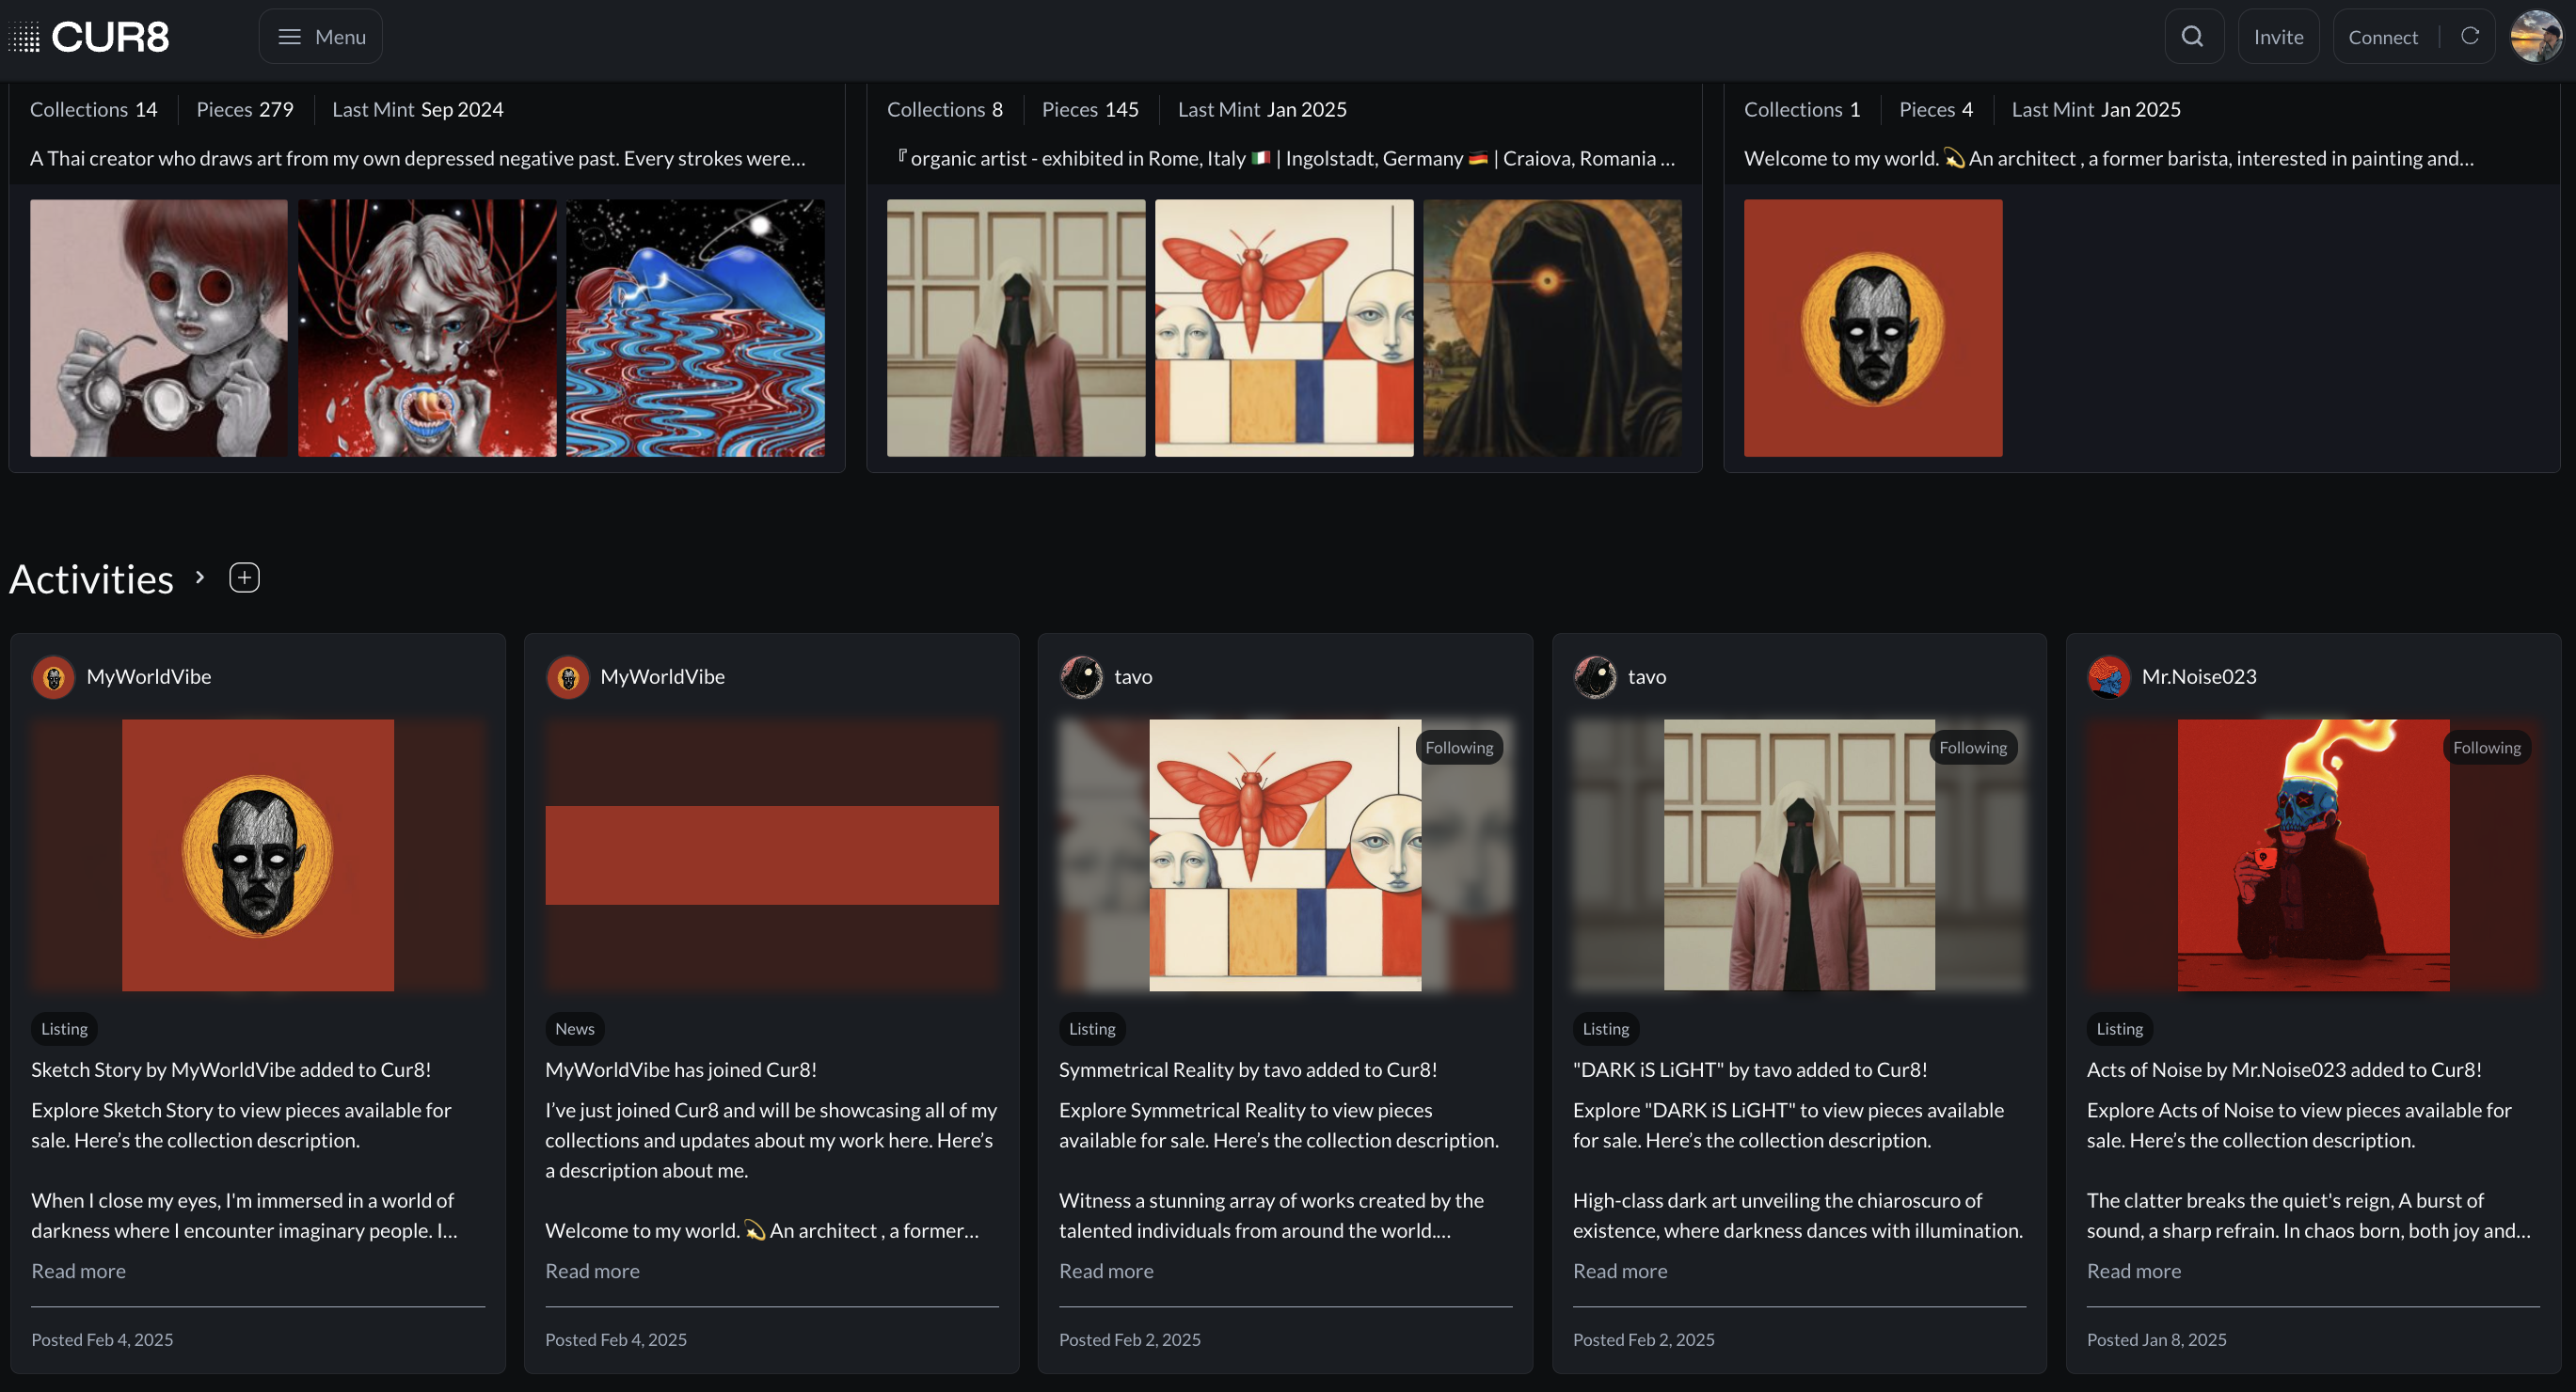 CUR8
Menu
Invite
Connect
Collections 14
Pieces 279
Last Mint Sep 2024
A Thai creator who draws art from my own depressed negative past. Every strokes were...
Collections 8
Pieces 145
Last Mint Jan 2025
『organic artist - exhibited in Rome, Italy 🇮🇹 | Ingolstadt, Germany 🇩🇪 | Craiova, Romania ...
Collections 1
Pieces 4
Last Mint Jan 2025
Welcome to my world. 💫 An architect , a former barista, interested in painting and...
Activities
MyWorldVibe
Listing
Sketch Story by MyWorldVibe added to Cur8!
Explore Sketch Story to view pieces available for
sale. Here’s the collection description.
When I close my eyes, I'm immersed in a world of
darkness where I encounter imaginary people. I...
Read more
Posted Feb 4, 2025
MyWorldVibe
News
MyWorldVibe has joined Cur8!
I’ve just joined Cur8 and will be showcasing all of my
collections and updates about my work here. Here’s
a description about me.
Welcome to my world. 💫 An architect , a former...
Read more
Posted Feb 4, 2025
tavo
Following
Listing
Symmetrical Reality by tavo added to Cur8!
Explore Symmetrical Reality to view pieces
available for sale. Here’s the collection description.
Witness a stunning array of works created by the
talented individuals from around the world....
Read more
Posted Feb 2, 2025
tavo
Following
Listing
"DARK iS LiGHT" by tavo added to Cur8!
Explore "DARK iS LiGHT" to view pieces available
for sale. Here’s the collection description.
High-class dark art unveiling the chiaroscuro of
existence, where darkness dances with illumination.
Read more
Posted Feb 2, 2025
Mr.Noise023
Following
Listing
Acts of Noise by Mr.Noise023 added to Cur8!
Explore Acts of Noise to view pieces available for
sale. Here’s the collection description.
The clatter breaks the quiet's reign, A burst of
sound, a sharp refrain. In chaos born, both joy and...
Read more
Posted Jan 8, 2025